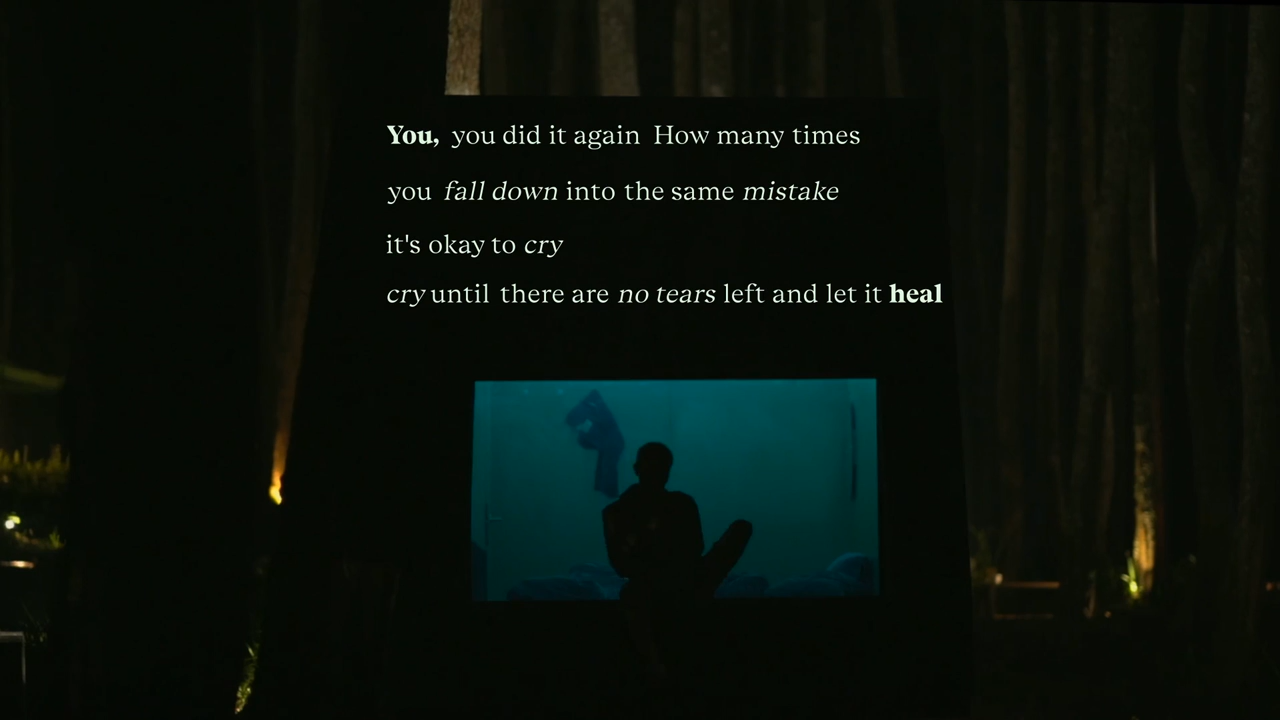 You, you did it again How many times
you fall down into the same mistake
it's okay to cry
cry until there are no tears left and let it heal